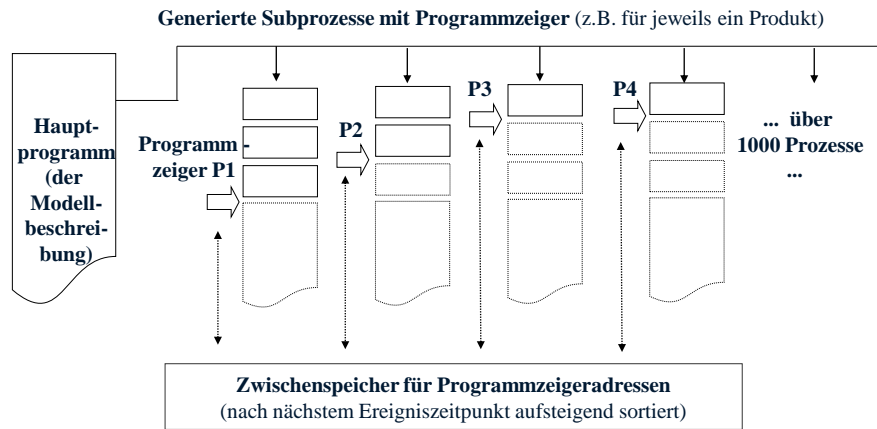 Generierte Subprozesse mit Programmzeiger (z.B. für jeweils ein Produkt)
Haupt-
programm
(der
Modell-
beschrei-
bung)
Programm -
zeiger P1
P2
P3
P4
... über
1000 Prozesse
...
Zwischenspeicher für Programmzeigeradressen
(nach nächstem Ereigniszeitpunkt aufsteigend sortiert)